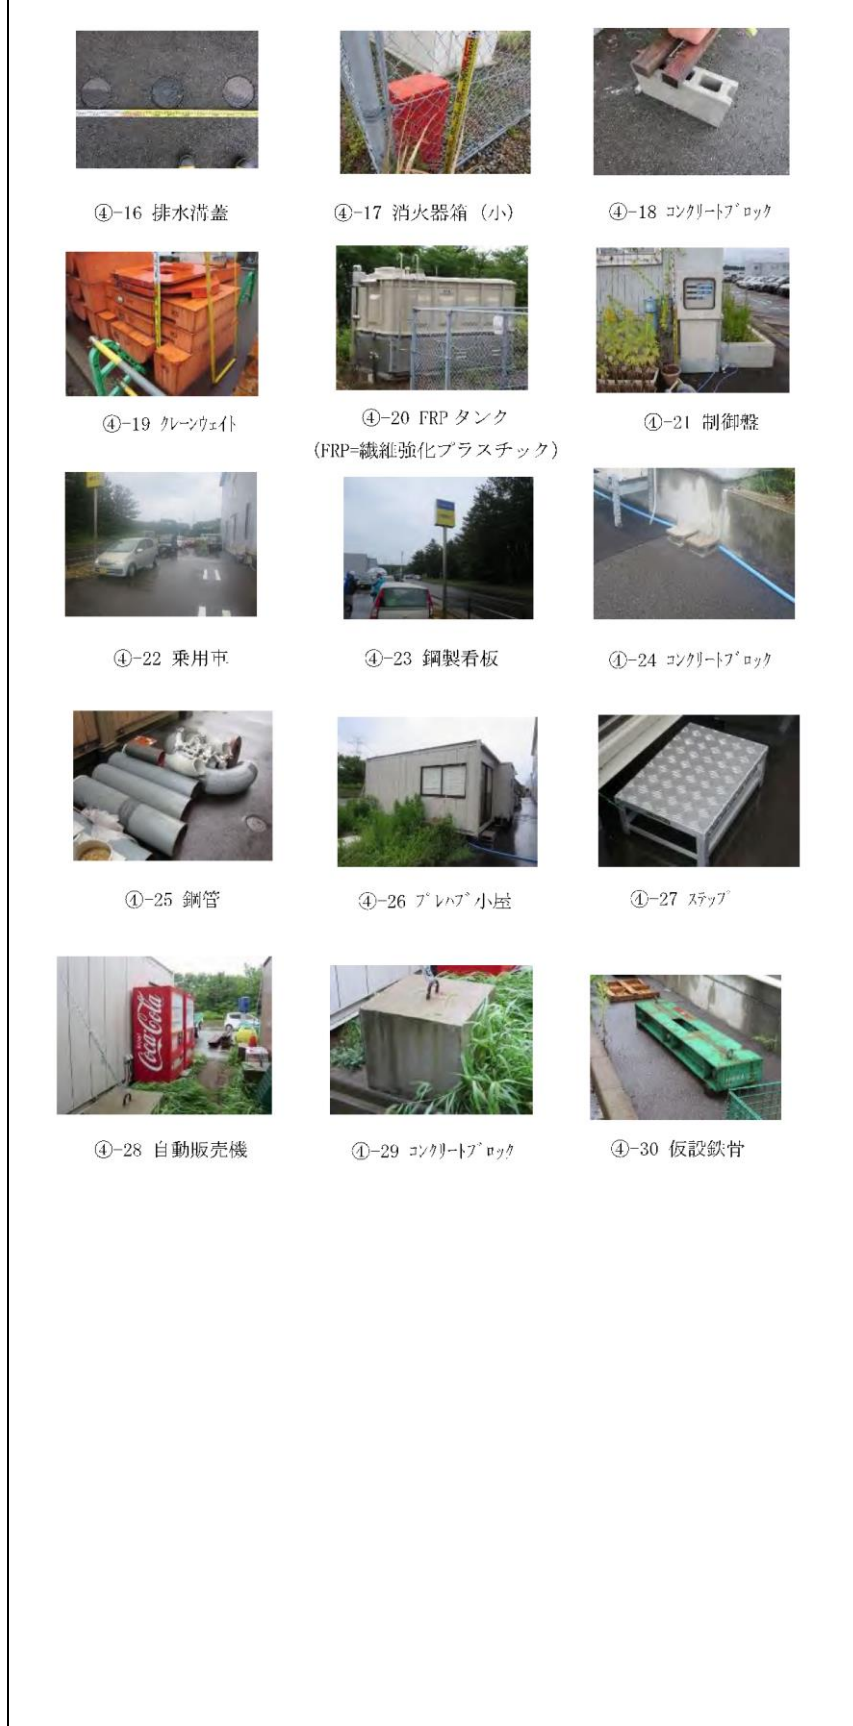 ④-16 排水溝蓋
④-17 消火器箱（小）
④-18 ｺﾝｸﾘｰﾄﾌﾞﾛｯｸ
④-19 ｸﾚｰﾝｳｪｲﾄ
④-20 FRP タンク
(FRP=繊維強化プラスチック)
④-21 制御盤
④-22 乗用車
④-23 鋼製看板
④-24 ｺﾝｸﾘｰﾄﾌﾞﾛｯｸ
④-25 鋼管
④-26 ﾌﾟﾚﾊﾌﾞ小屋
④-27 ｽﾃｯﾌﾟ
Coca-Cola
④-28 自動販売機
④-29 ｺﾝｸﾘｰﾄﾌﾞﾛｯｸ
④-30 仮設鉄骨